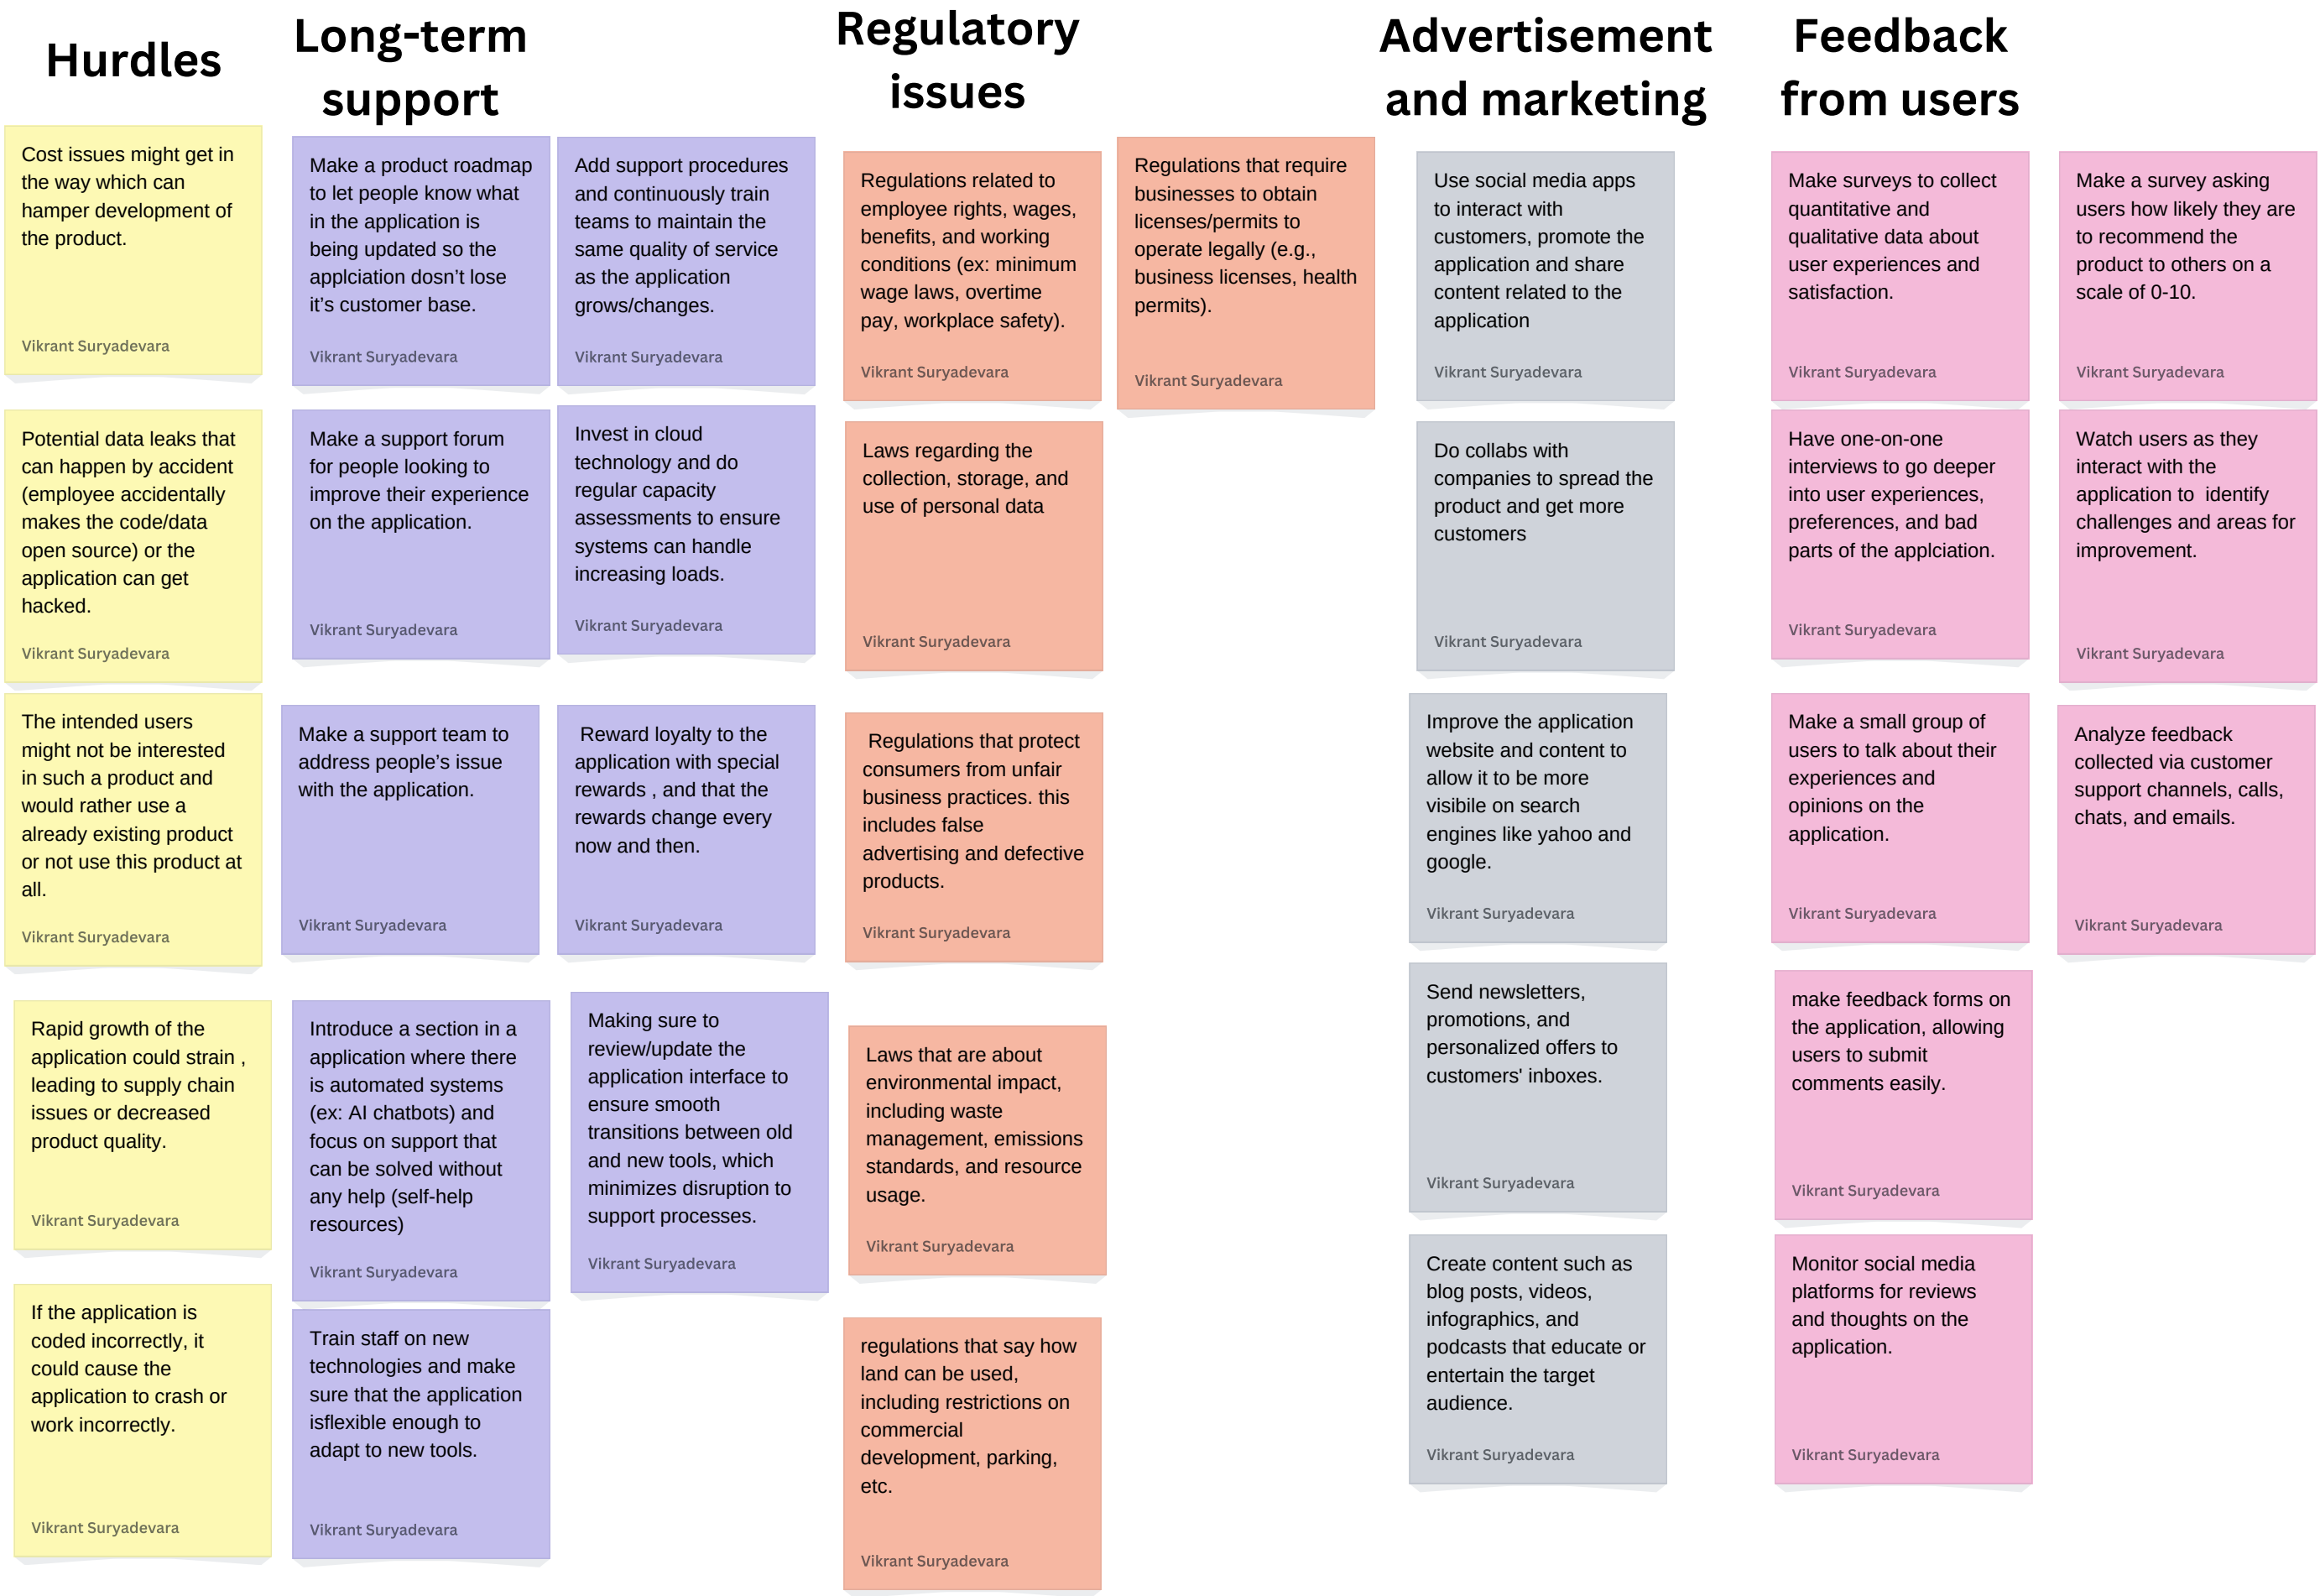 Hurdles
Cost issues might get in
the way which can
hamper development of
the product.
Vikrant Suryadevara
Potential data leaks that
can happen by accident
(employee accidentally
makes the code/data
open source) or the
application can get
hacked.
Vikrant Suryadevara
The intended users
might not be interested
in such a product and
would rather use a
already existing product
or not use this product at
all.
Vikrant Suryadevara
Rapid growth of the
application could strain ,
leading to supply chain
issues or decreased
product quality.
Vikrant Suryadevara
If the application is
coded incorrectly, it
could cause the
application to crash or
work incorrectly.
Vikrant Suryadevara
Long-term
support
Make a product roadmap
to let people know what
in the application is
being updated so the
applciation dosn’t lose
it’s customer base.
Vikrant Suryadevara
Make a support forum
for people looking to
improve their experience
on the application.
Vikrant Suryadevara
Make a support team to
address people’s issue
with the application.
Vikrant Suryadevara
Introduce a section in a
application where there
is automated systems
(ex: AI chatbots) and
focus on support that
can be solved without
any help (self-help
resources)
Vikrant Suryadevara
Train staff on new
technologies and make
sure that the application
isflexible enough to
adapt to new tools.
Vikrant Suryadevara
Add support procedures
and continuously train
teams to maintain the
same quality of service
as the application
grows/changes.
Vikrant Suryadevara
Invest in cloud
technology and do
regular capacity
assessments to ensure
systems can handle
increasing loads.
Vikrant Suryadevara
Reward loyalty to the
application with special
rewards , and that the
rewards change every
now and then.
Vikrant Suryadevara
Making sure to
review/update the
application interface to
ensure smooth
transitions between old
and new tools, which
minimizes disruption to
support processes.
Vikrant Suryadevara
Regulatory
issues
Regulations related to
employee rights, wages,
benefits, and working
conditions (ex: minimum
wage laws, overtime
pay, workplace safety).
Vikrant Suryadevara
Laws regarding the
collection, storage, and
use of personal data
Vikrant Suryadevara
Regulations that protect
consumers from unfair
business practices. this
includes false
advertising and defective
products.
Vikrant Suryadevara
Laws that are about
environmental impact,
including waste
management, emissions
standards, and resource
usage.
Vikrant Suryadevara
regulations that say how
land can be used,
including restrictions on
commercial
development, parking,
etc.
Vikrant Suryadevara
Regulations that require
businesses to obtain
licenses/permits to
operate legally (e.g.,
business licenses, health
permits).
Vikrant Suryadevara
Advertisement
and marketing
Use social media apps
to interact with
customers, promote the
application and share
content related to the
application
Vikrant Suryadevara
Do collabs with
companies to spread the
product and get more
customers
Vikrant Suryadevara
Improve the application
website and content to
allow it to be more
visibile on search
engines like yahoo and
google.
Vikrant Suryadevara
Send newsletters,
promotions, and
personalized offers to
customers' inboxes.
Vikrant Suryadevara
Create content such as
blog posts, videos,
infographics, and
podcasts that educate or
entertain the target
audience.
Vikrant Suryadevara
Feedback
from users
Make surveys to collect
quantitative and
qualitative data about
user experiences and
satisfaction.
Vikrant Suryadevara
Have one-on-one
interviews to go deeper
into user experiences,
preferences, and bad
parts of the applciation.
Vikrant Suryadevara
Make a small group of
users to talk about their
experiences and
opinions on the
application.
Vikrant Suryadevara
make feedback forms on
the application, allowing
users to submit
comments easily.
Vikrant Suryadevara
Monitor social media
platforms for reviews
and thoughts on the
application.
Vikrant Suryadevara
Make a survey asking
users how likely they are
to recommend the
product to others on a
scale of 0-10.
Vikrant Suryadevara
Watch users as they
interact with the
application to  identify
challenges and areas for
improvement.
Vikrant Suryadevara
Analyze feedback
collected via customer
support channels, calls,
chats, and emails.
Vikrant Suryadevara